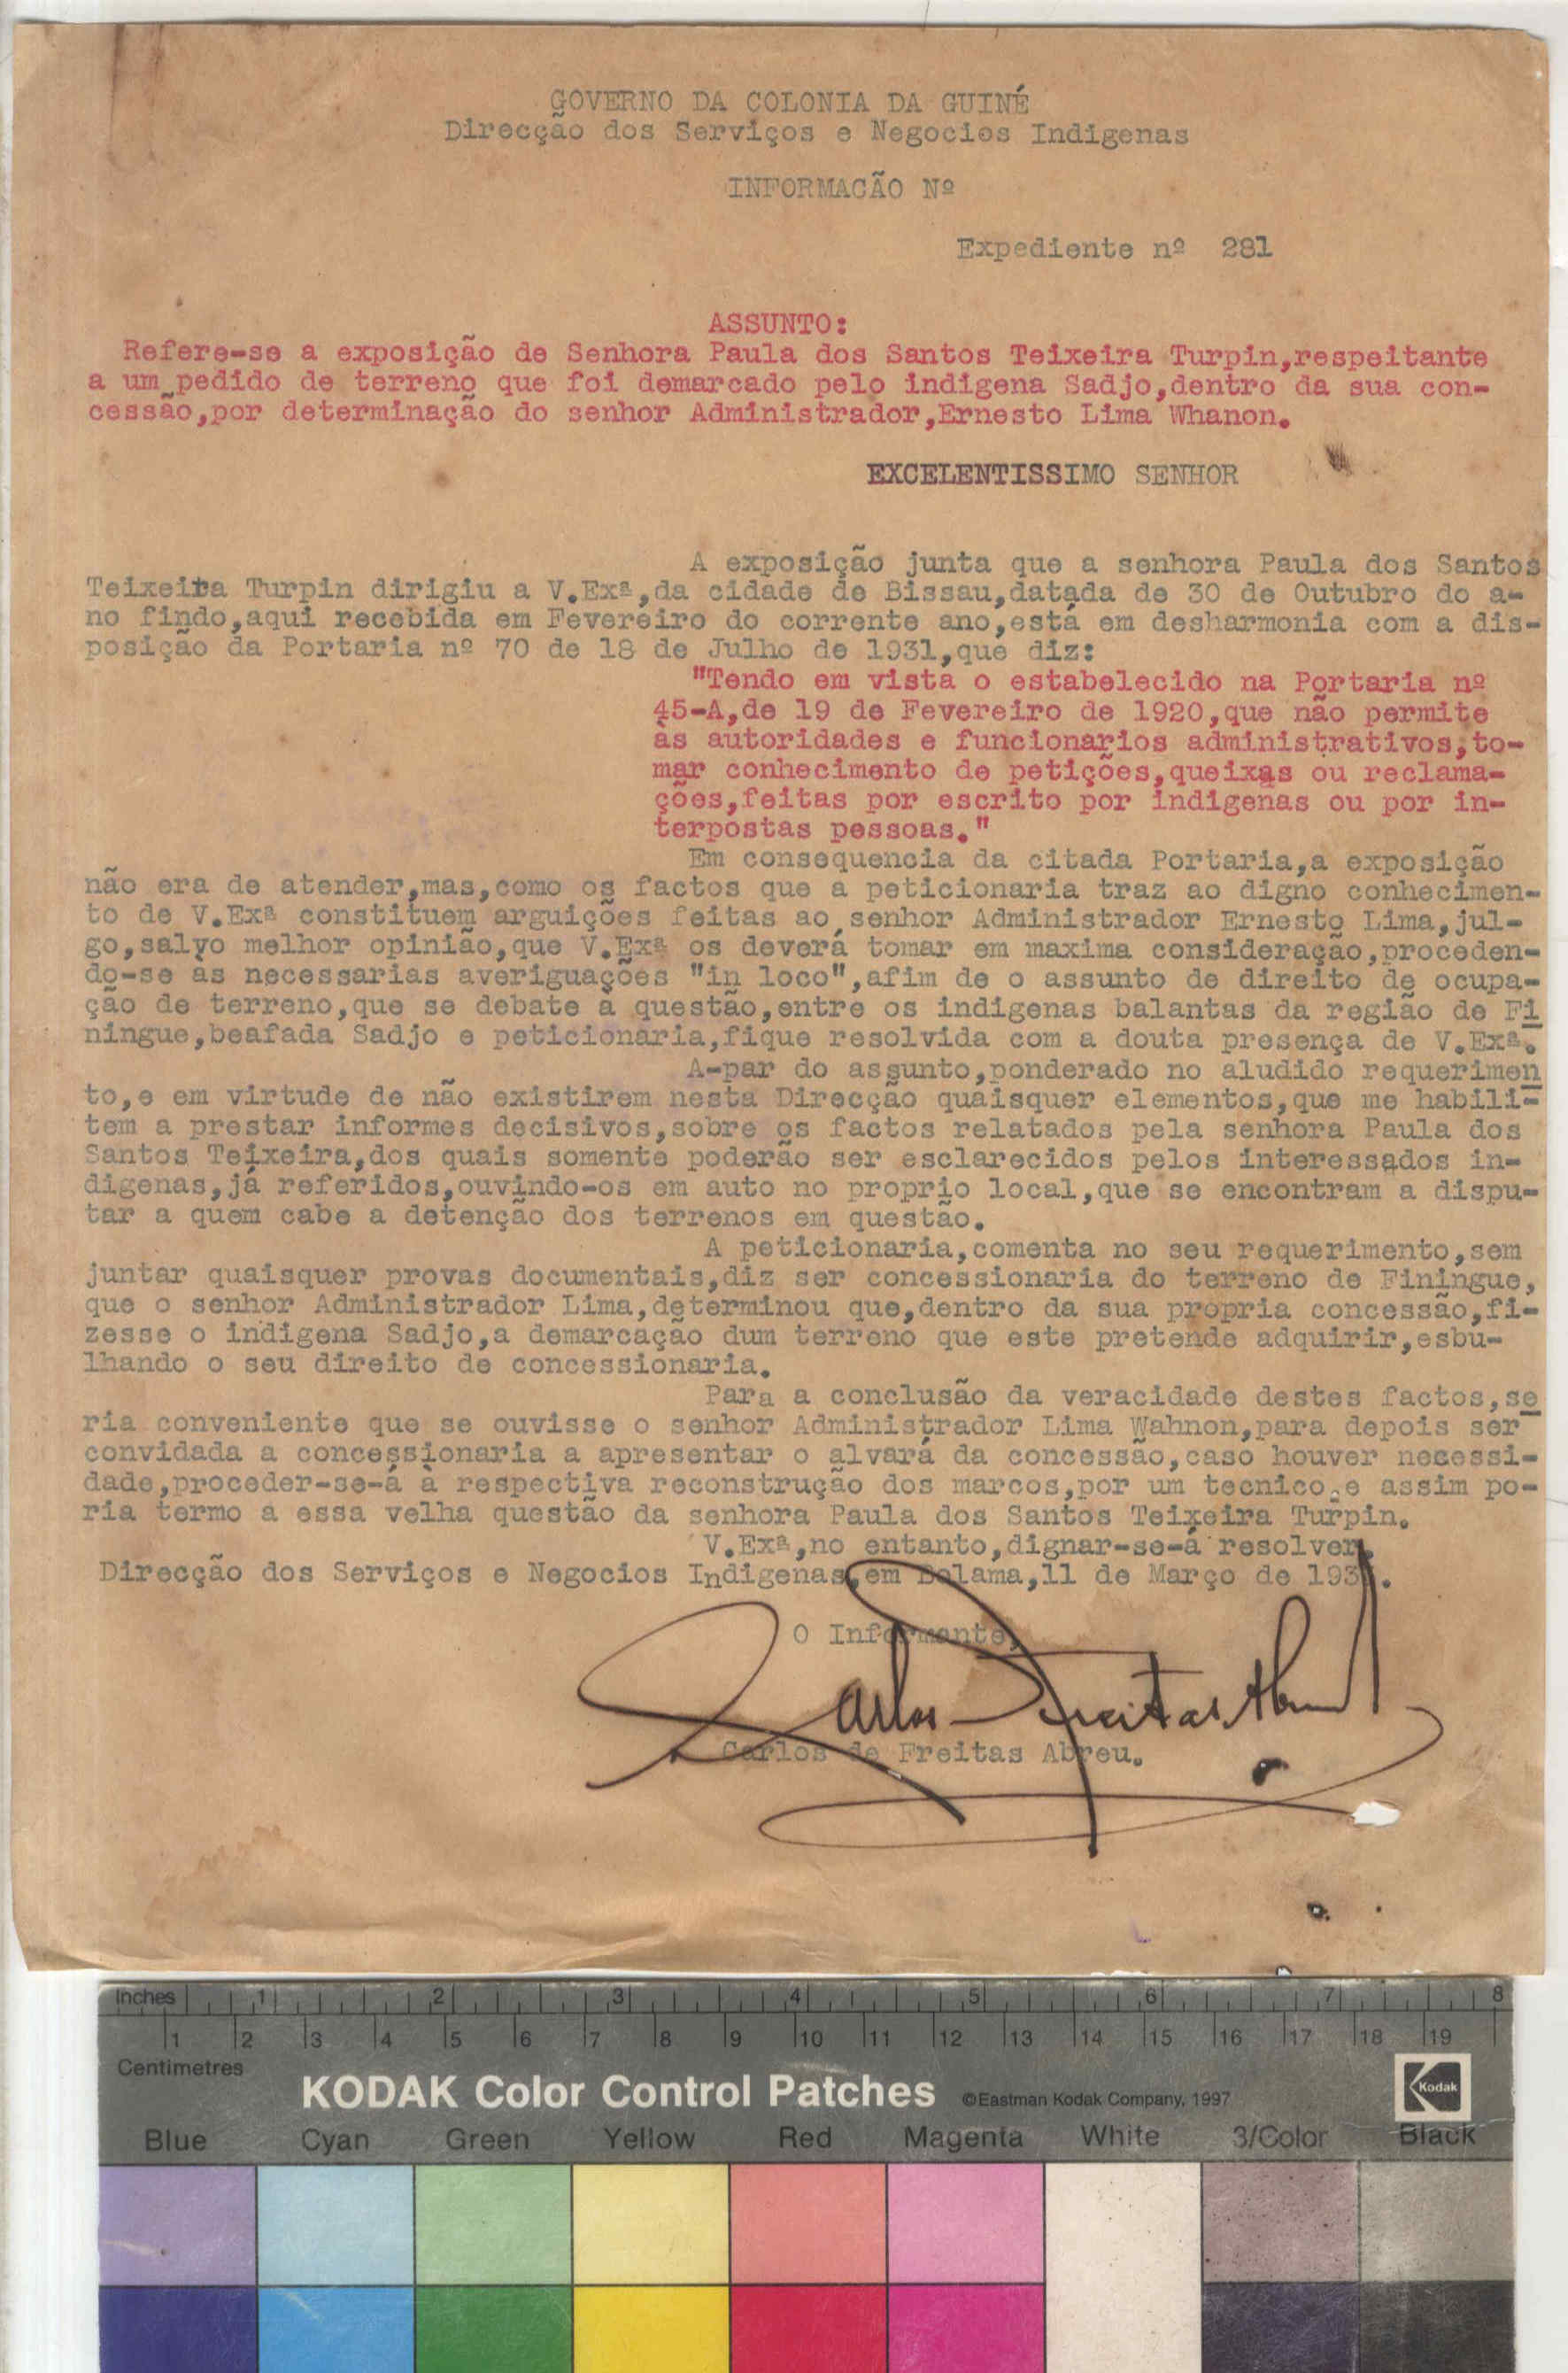 GOVERNO DA COLONIA DA GUINÉ
Direcção dos Serviços e Negocios Indigenas
INFORMACÃO Nº
Expediente nº 281
ASSUNTO:
Refere-se a exposição de Senhora Paula dos Santos Teixeira Turpin,respeitante
a um pedido de terreno que foi demarcado pelo indigena Sadjo,dentro da sua con-
cessão,por determinação do senhor Administrador,Ernesto Lima Whanon.
EXCELENTISSIMO SENHOR
A exposição junta que a senhora Paula dos Santos
Teixeira Turpin dirigiu a V.Exª,da cidade de Bissau,datada de 30 de Outubro do a-
no findo,aqui recebida em Fevereiro do corrente ano,está em desharmonia com a dis-
posição da Portaria nº 70 de 18 de Julho de 1931,que diz:
"Tendo em vista o estabelecido na Portaria nº
45-A,de 19 de Fevereiro de 1920,que não permite
às autoridades e funcionarios administrativos,to-
mar conhecimento de petições,queixas ou reclama-
ções,feitas por escrito por indigenas ou por in-
terpostas pessoas."
Em consequencia da citada Portaria,a exposição
não era de atender,mas,como os factos que a peticionaria traz ao digno conhecimen-
to de V.Exª constituem arguições feitas ao senhor Administrador Ernesto Lima,jul-
go,salvo melhor opinião,que V.Exª os deverá tomar em maxima consideração,proceden-
do-se às necessarias averiguações "in loco",afim de o assunto de direito de ocupa-
ção de terreno,que se debate à questão,entre os indigenas balantas da região de Fi
ningue,beafada Sadjo e peticionaria,fique resolvida com a douta presença de V.Exª.
A-par do assunto,ponderado no aludido requerimen
to,e em virtude de não existirem nesta Direcção quaisquer elementos,que me habili-
tem a prestar informes decisivos,sobre os factos relatados pela senhora Paula dos
Santos Teixeira,dos quais somente poderão ser esclarecidos pelos interessados in-
digenas,já referidos,ouvindo-os em auto no proprio local,que se encontram a dispu-
tar a quem cabe a detenção dos terrenos em questão.
A peticionaria,comenta no seu requerimento,sem
juntar quaisquer provas documentais,diz ser concessionaria do terreno de Finingue,
que o senhor Administrador Lima,determinou que,dentro da sua própria concessão,fi-
zesse o indigena Sadjo,a demarcação dum terreno que este pretende adquirir,esbu-
lhando o seu direito de concessionaria.
Para a conclusão da veracidade destes factos,se
ria conveniente que se ouvisse o senhor Administrador Lima Wahnon,para depois ser
convidada a concessionaria a apresentar o alvará da concessão,caso houver necessi-
dade,proceder-se-á à respectiva reconstrução dos marcos,por um tecnico,e assim po-
ria termo a essa velha questão da senhora Paula dos Santos Teixeira Turpin.
V.Exª,no entanto,dignar-se-á resolver.
Direcção dos Serviços e Negocios Indigenas,em Bolama,11 de Março de
O Informante,
Carlos Freitas Abreu
Carlos de Freitas Abreu.
Inches 1 2 3 4 5 6 7 8
1 2 3 4 5 6 7 8 9 10 11 12 13 14 15 16 17 18 19
Centimetres
KODAK Color Control Patches ©Eastman Kodak Company, 1997 Kodak
Blue Cyan Green Yellow Red Magenta White 3/Color Black